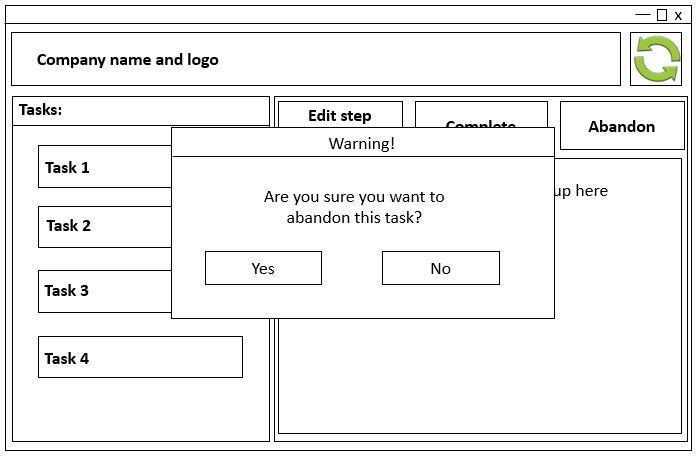 — x
Company name and logo
Tasks:
Edit step
Complete
Abandon
Warning!
Task 1
Are you sure you want to
abandon this task?
up here
Task 2
Yes
No
Task 3
Task 4